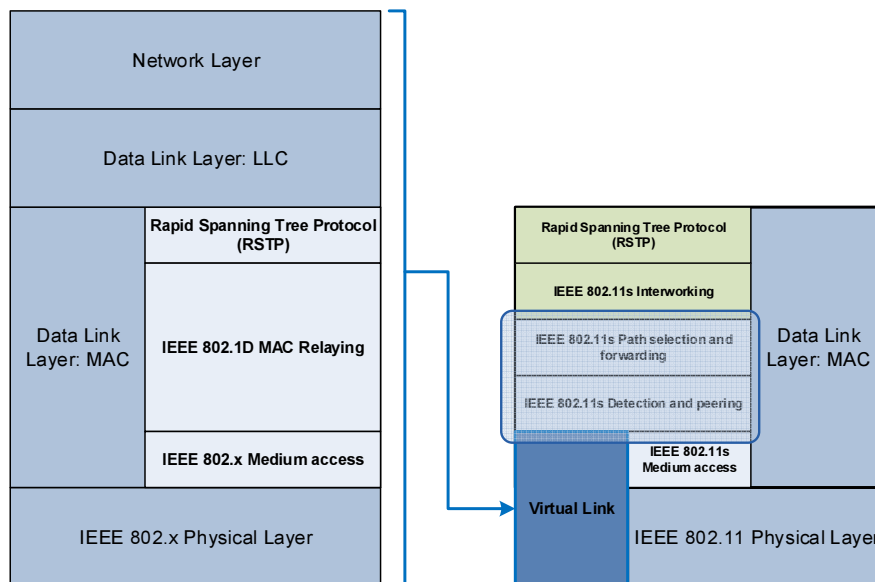 Network Layer
Data Link Layer: LLC
Rapid Spanning Tree Protocol
(RSTP)
Data Link
Layer: MAC
IEEE 802.1D MAC Relaying
IEEE 802.x Medium access
IEEE 802.x Physical Layer
Rapid Spanning Tree Protocol
(RSTP)
IEEE 802.11s Interworking
IEEE 802.11s Path selection and
forwarding
IEEE 802.11s Detection and peering
Data Link
Layer: MAC
IEEE 802.11s
Medium access
Virtual Link
IEEE 802.11 Physical Layer